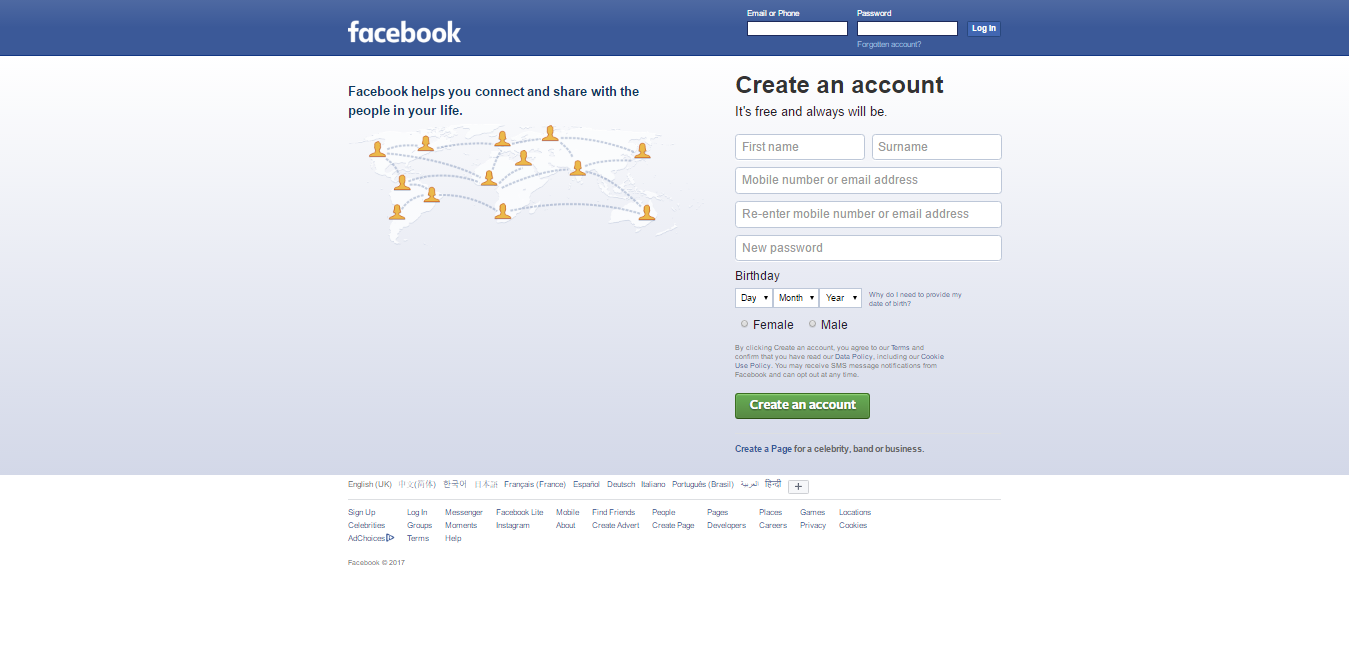 facebook
Email or Phone
Password
Log In
Forgotten account?
Facebook helps you connect and share with the
people in your life.
Create an account
It's free and always will be.
First name
Surname
Mobile number or email address
Re-enter mobile number or email address
New password
Birthday
Day
Month
Year
Why do I need to provide my
date of birth?
Female
Male
By clicking Create an account, you agree to our Terms and
confirm that you have read our Data Policy, including our Cookie
Use Policy. You may receive SMS message notifications from
Facebook and can opt out at any time.
Create an account
Create a Page for a celebrity, band or business.
English (UK) 中文(简体) 한국어 日本語 Français (France) Español Deutsch Italiano Português (Brasil) العربية हिन्दी +
Sign Up Log In Messenger Facebook Lite Mobile Find Friends People Pages Places Games Locations
Celebrities Groups Moments Instagram About Create Advert Create Page Developers Careers Privacy Cookies
AdChoices Terms Help
Facebook © 2017